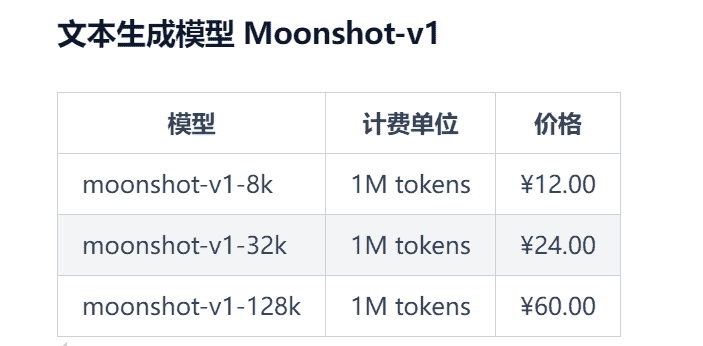 文本生成模型 Moonshot-v1
模型 计费单位 价格
moonshot-v1-8k 1M tokens ¥12.00
moonshot-v1-32k 1M tokens ¥24.00
moonshot-v1-128k 1M tokens ¥60.00